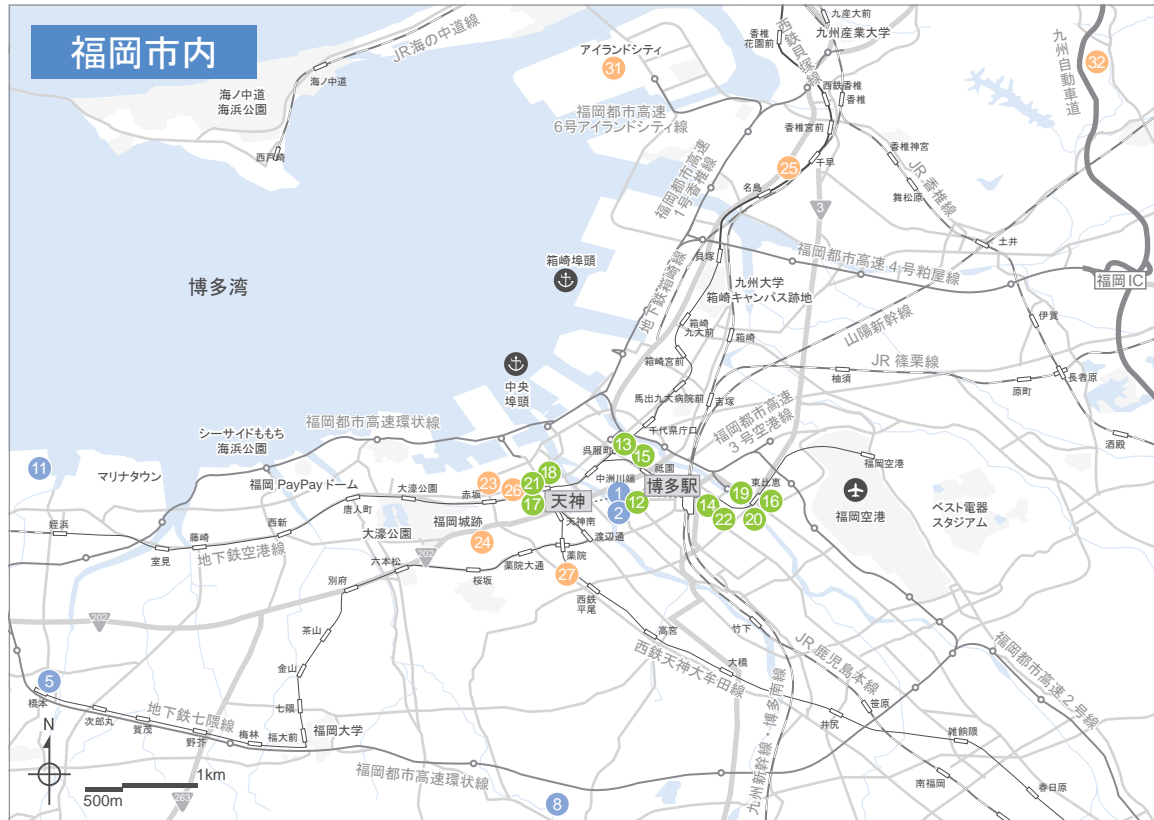 福岡市内
JR海の中道線
海ノ中道
海ノ中道
海浜公園
西戸崎
アイランドシティ
31
福岡都市高速
6号アイランドシティ線
西鉄貝塚線
香椎
花園前
九産大前
九州産業大学
西鉄香椎
香椎
香椎宮前
千早
25
名島
福岡都市高速
1号香椎線
香椎神宮
舞松原
JR香椎線
土井
3
九州自動車道
32
福岡IC
福岡都市高速4号粕屋線
貝塚
九州大学
箱崎キャンパス跡地
地下鉄箱崎線
箱崎
九大前
箱崎
箱崎宮前
山陽新幹線
伊賀
JR篠栗線
柚須
原町
長者原
酒殿
博多湾
箱崎埠頭
中央
埠頭
馬出九大病院前
吉塚
千代県庁口
福岡都市高速
3号空港線
福岡都市高速環状線
シーサイドももち
海浜公園
マリナタウン
11
福岡PayPayドーム
呉服町
13
15
祇園
中洲川端
博多駅
1
2
12
14
22
19
東比恵
16
20
福岡空港
福岡空港
ベスト電器
スタジアム
大濠公園
赤坂
23
26
21
18
17
天神
天神南
渡辺通
唐人町
大濠公園
福岡城跡
24
西新
藤崎
室見
姪浜
地下鉄空港線
六本松
202
桜坂
薬院大通
薬院
27
西鉄
平尾
別府
202
茶山
金山
七隈
福大前
福岡大学
梅林
野芥
賀茂
次郎丸
橋本
5
地下鉄七隈線
高宮
西鉄天神大牟田線
大橋
竹下
JR鹿児島本線
笹原
井尻
雑餉隈
南福岡
春日原
福岡都市高速2号線
九州新幹線・博多南線
福岡都市高速環状線
8
263
N
500m
1km